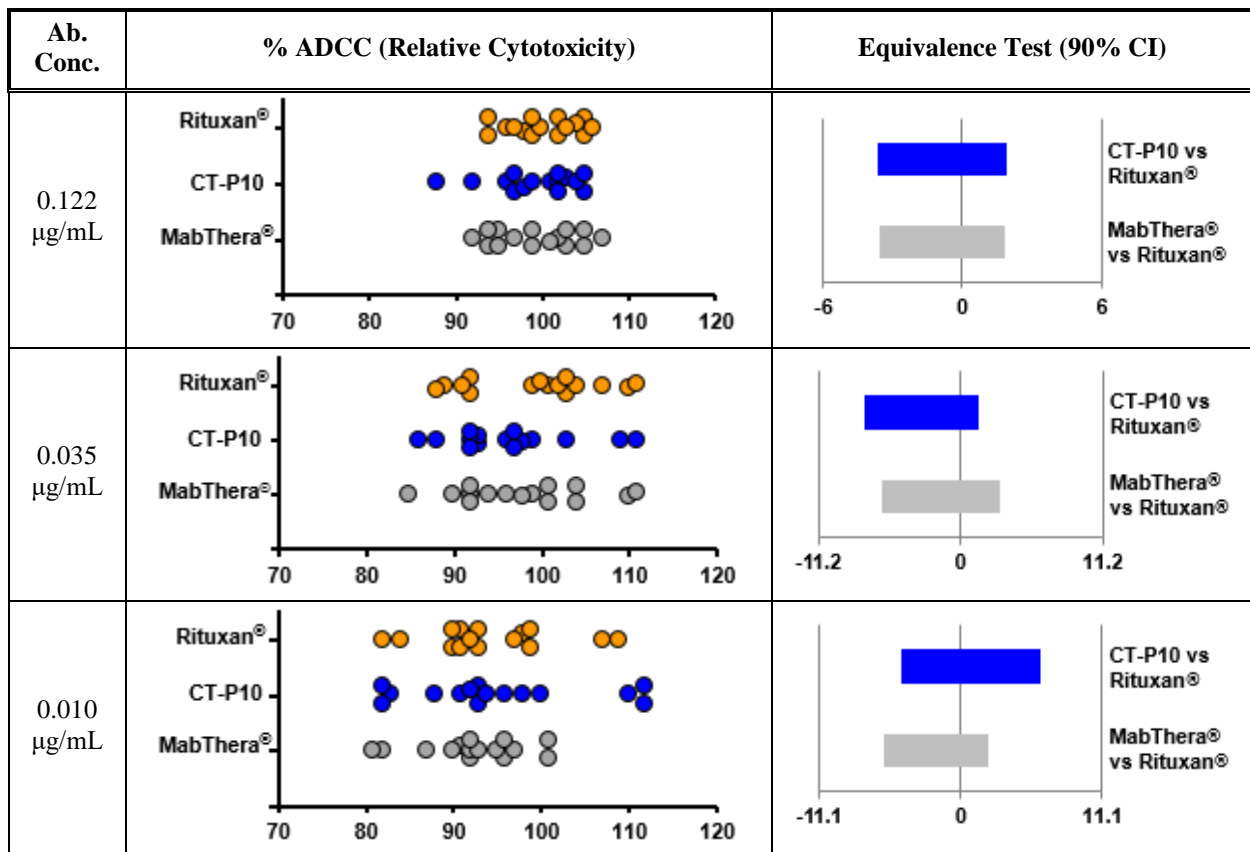 Ab.
Conc.
% ADCC (Relative Cytotoxicity)
Equivalence Test (90% CI)
0.122
µg/mL
Rituxan®
CT-P10
MabThera®
70 80 90 100 110 120
CT-P10 vs
Rituxan®
MabThera®
vs Rituxan®
-6 0 6
0.035
µg/mL
Rituxan®
CT-P10
MabThera®
70 80 90 100 110 120
CT-P10 vs
Rituxan®
MabThera®
vs Rituxan®
-11.2 0 11.2
0.010
µg/mL
Rituxan®
CT-P10
MabThera®
70 80 90 100 110 120
CT-P10 vs
Rituxan®
MabThera®
vs Rituxan®
-11.1 0 11.1